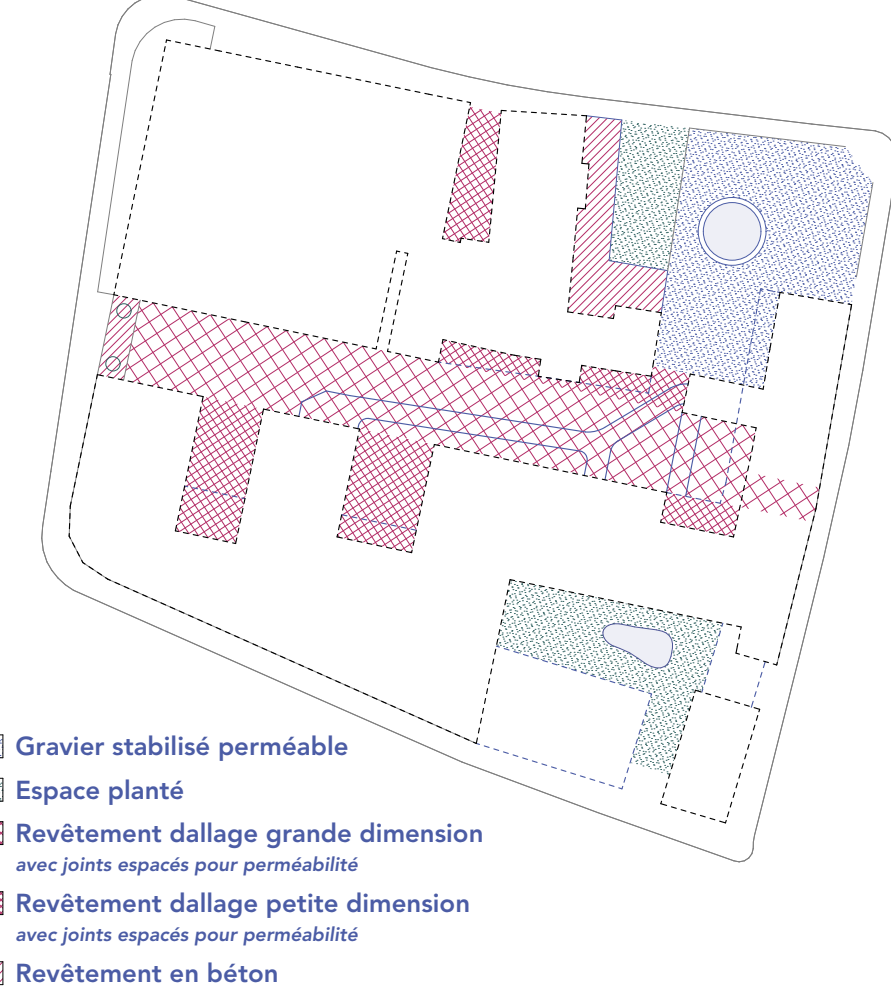 Gravier stabilisé perméable
Espace planté
Revêtement dallage grande dimension
avec joints espacés pour perméabilité
Revêtement dallage petite dimension
avec joints espacés pour perméabilité
Revêtement en béton